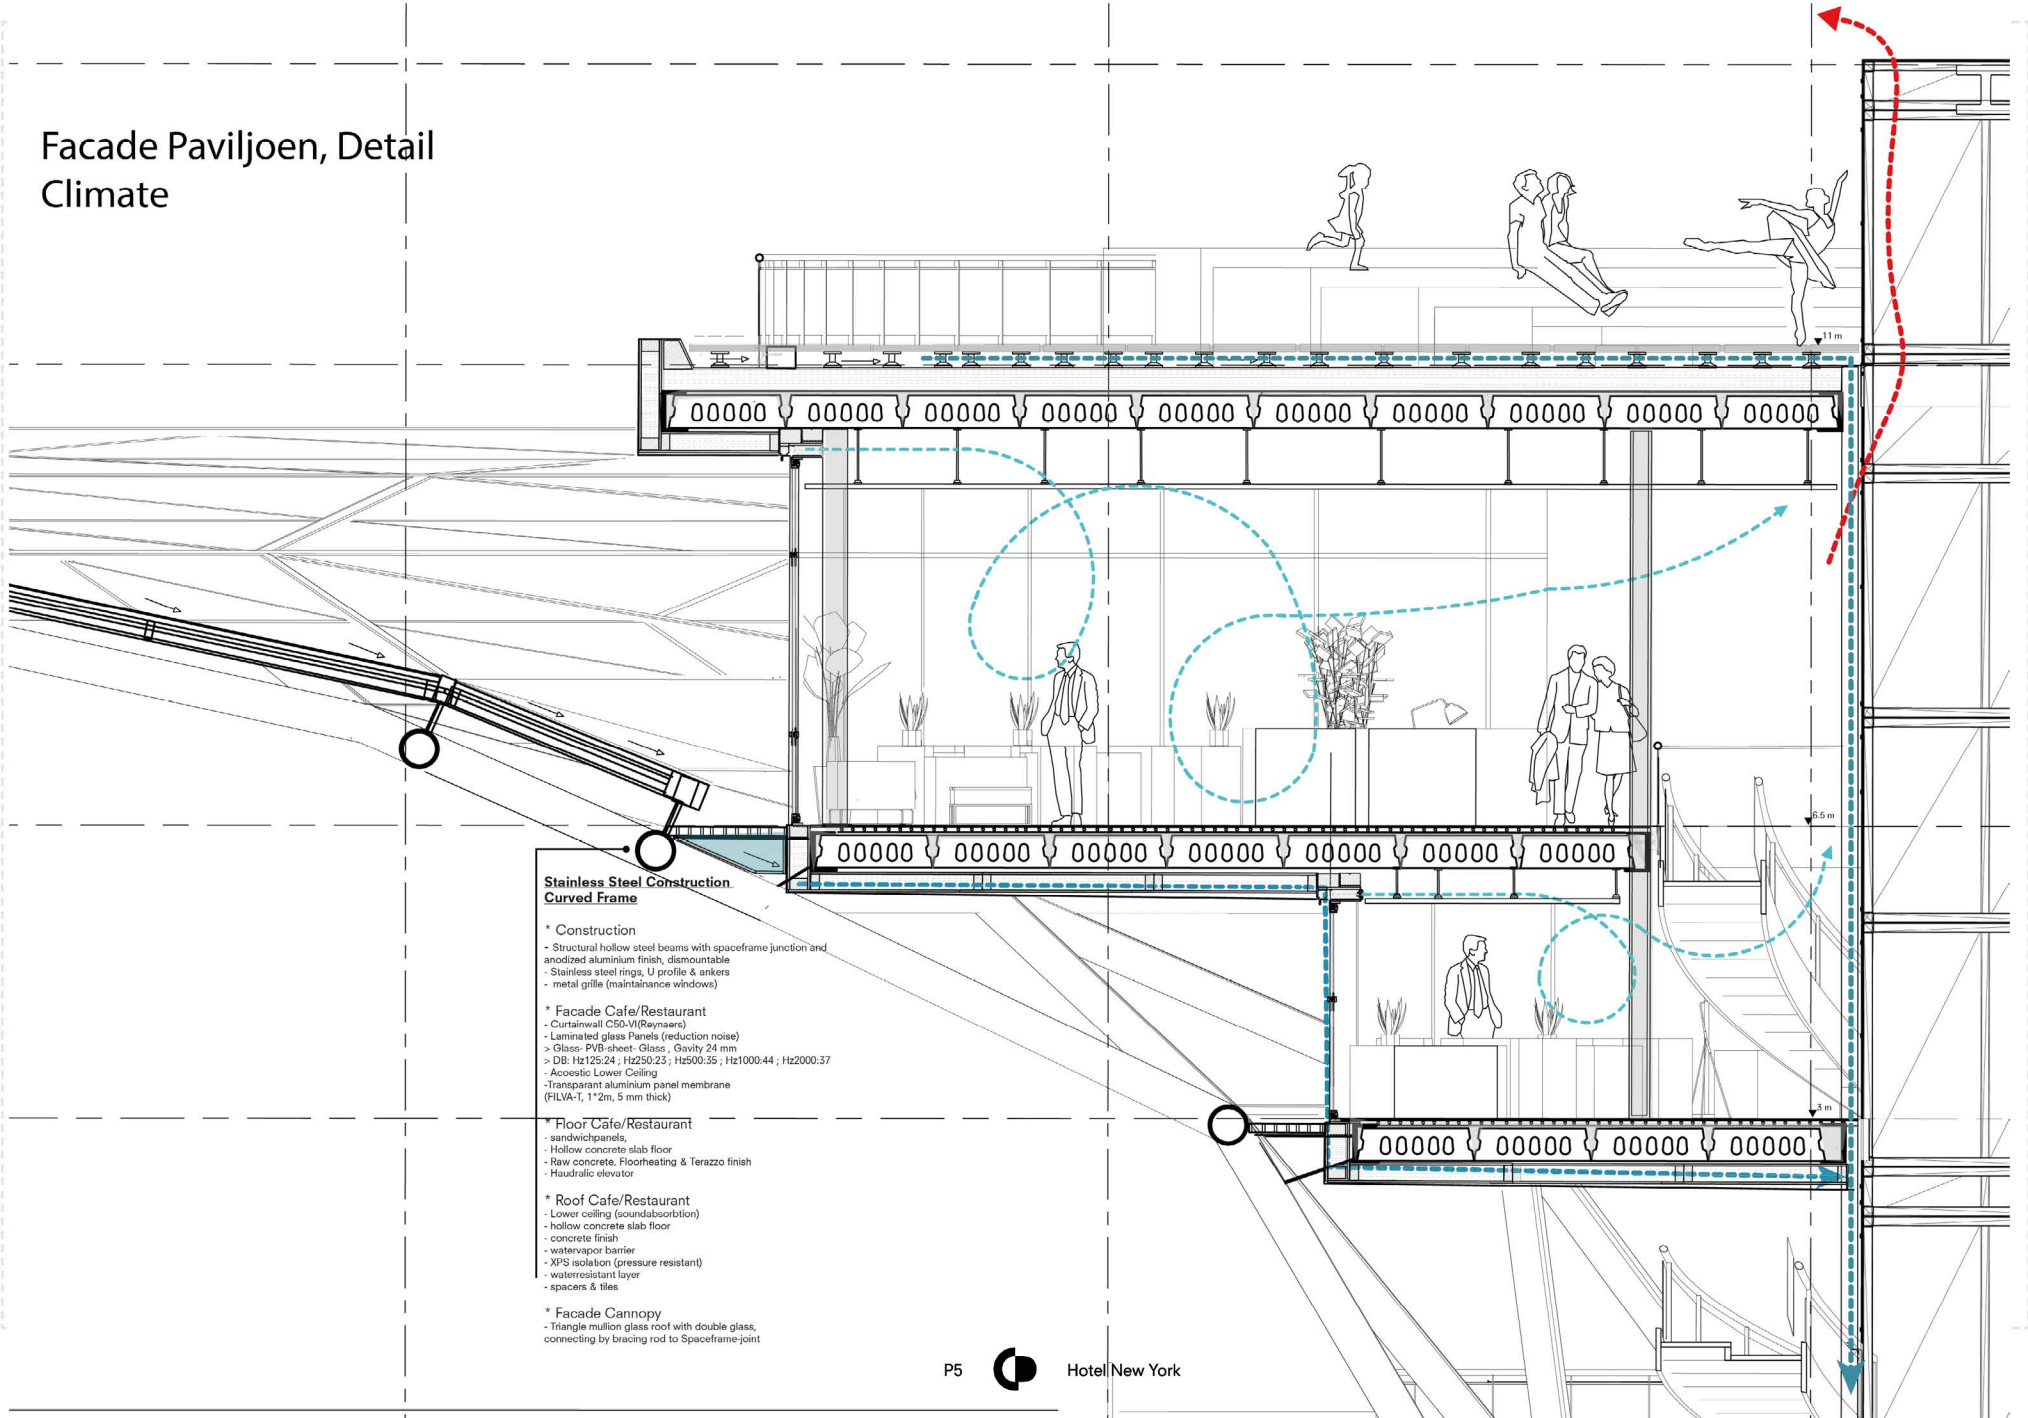 Facade Paviljoen, Detail
Climate
11 m
6.5 m
3 m
Stainless Steel Construction
Curved Frame
* Construction
- Structural hollow steel beams with spaceframe junction and
anodized aluminium finish, dismountable
- Stainless steel rings, U profile & ankers
- metal grille (maintainance windows)
* Facade Cafe/Restaurant
- Curtainwall C50-VI(Reynaers)
- Laminated glass Panels (reduction noise)
> Glass- PVB-sheet- Glass , Gavity 24 mm
> DB: Hz125:24 ; Hz250:23 ; Hz500:35 ; Hz1000:44 ; Hz2000:37
- Acoestic Lower Ceiling
-Transparant aluminium panel membrane
(FILVA-T, 1*2m, 5 mm thick)
* Floor Cafe/Restaurant
- sandwichpanels,
- Hollow concrete slab floor
- Raw concrete, Floorheating & Terazzo finish
- Haudralic elevator
* Roof Cafe/Restaurant
- Lower ceiling (soundabsorbtion)
- hollow concrete slab floor
- concrete finish
- watervapor barrier
- XPS isolation (pressure resistant)
- waterresistant layer
- spacers & tiles
* Facade Cannopy
- Triangle mullion glass roof with double glass,
connecting by bracing rod to Spaceframe-joint
P5 Hotel New York